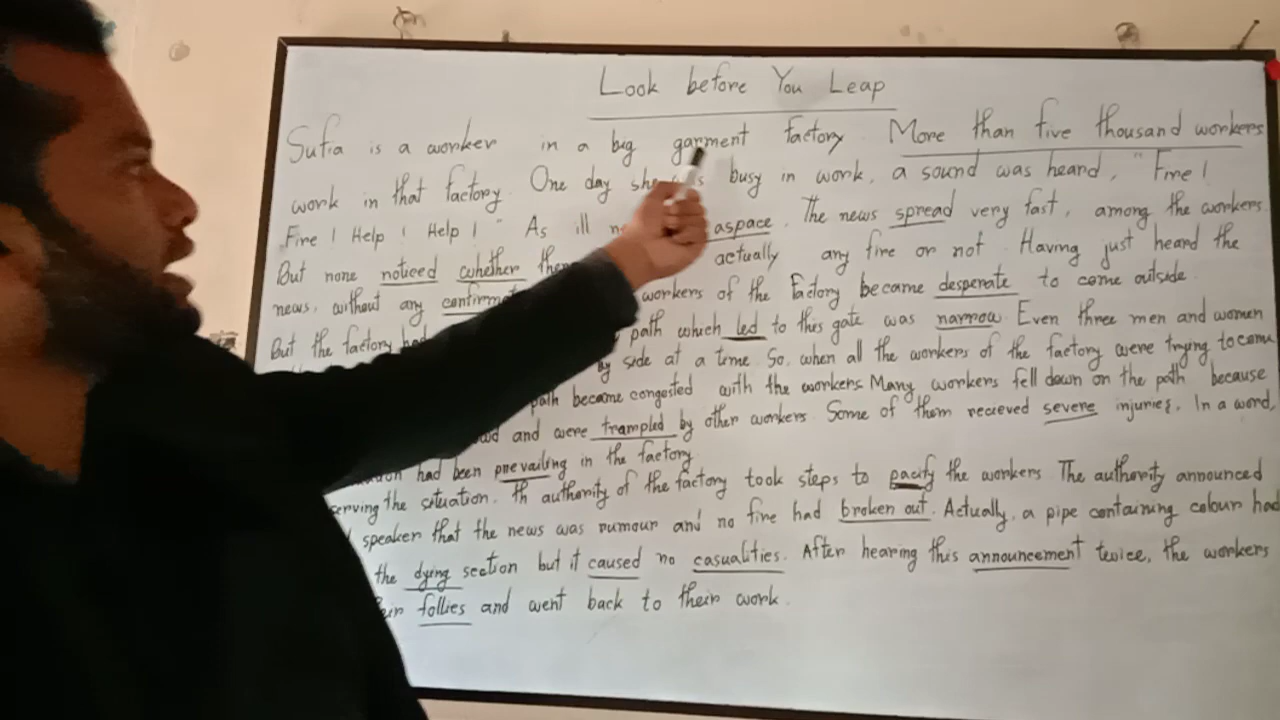 Look before You Leap
Sufia is a worker in a big garment factory. More than five thousand workers
work in that factory. One day she busy in work, a sound was heard, "Fire!
Fire! Help! Help!" As ill aspace. The news spread very fast, among the workers.
But none noticed whether actually any fire or not. Having just heard the
news, without any workers of the factory became desperate to come outside.
But the factory had path which led to this gate was narrow. Even three men and women
side at a time. So, when all the workers of the factory were trying to come
path became congested with the workers. Many workers fell down on the path because
and were trampled by other workers. Some of them recieved severe injuries. In a word,
had been prevailing in the factory.
the situation. Th authority of the factory took steps to pacify the workers. The authority announced
speaker that the news was rumour and no fire had broken out. Actually, a pipe containing colour had
the dying section but it caused no casualities. After hearing this announcement twice, the workers
follies and went back to their work.